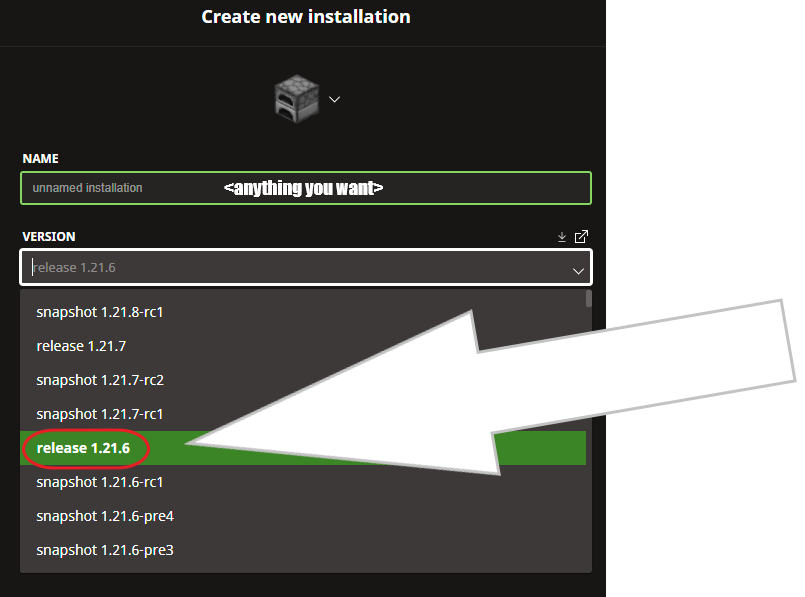 Create new installation
NAME
unnamed installation <anything you want>
VERSION
release 1.21.6
snapshot 1.21.8-rc1
release 1.21.7
snapshot 1.21.7-rc2
snapshot 1.21.7-rc1
release 1.21.6
snapshot 1.21.6-rc1
snapshot 1.21.6-pre4
snapshot 1.21.6-pre3